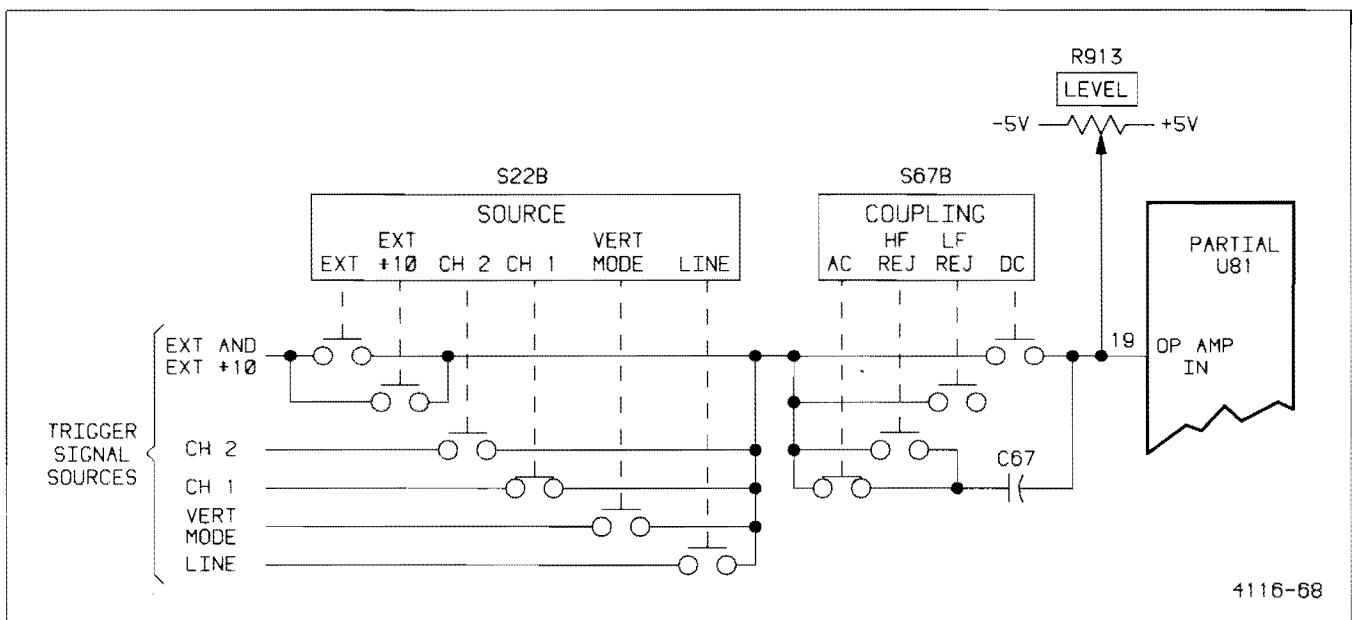 R913
LEVEL
-5V +5V
S22B
SOURCE
EXT EXT ÷10 CH 2 CH 1 VERT MODE LINE
S67B
COUPLING
AC HF REJ LF REJ DC
PARTIAL
U81
19 OP AMP
IN
TRIGGER
SIGNAL
SOURCES
EXT AND
EXT ÷10
CH 2
CH 1
VERT
MODE
LINE
C67
4116-68